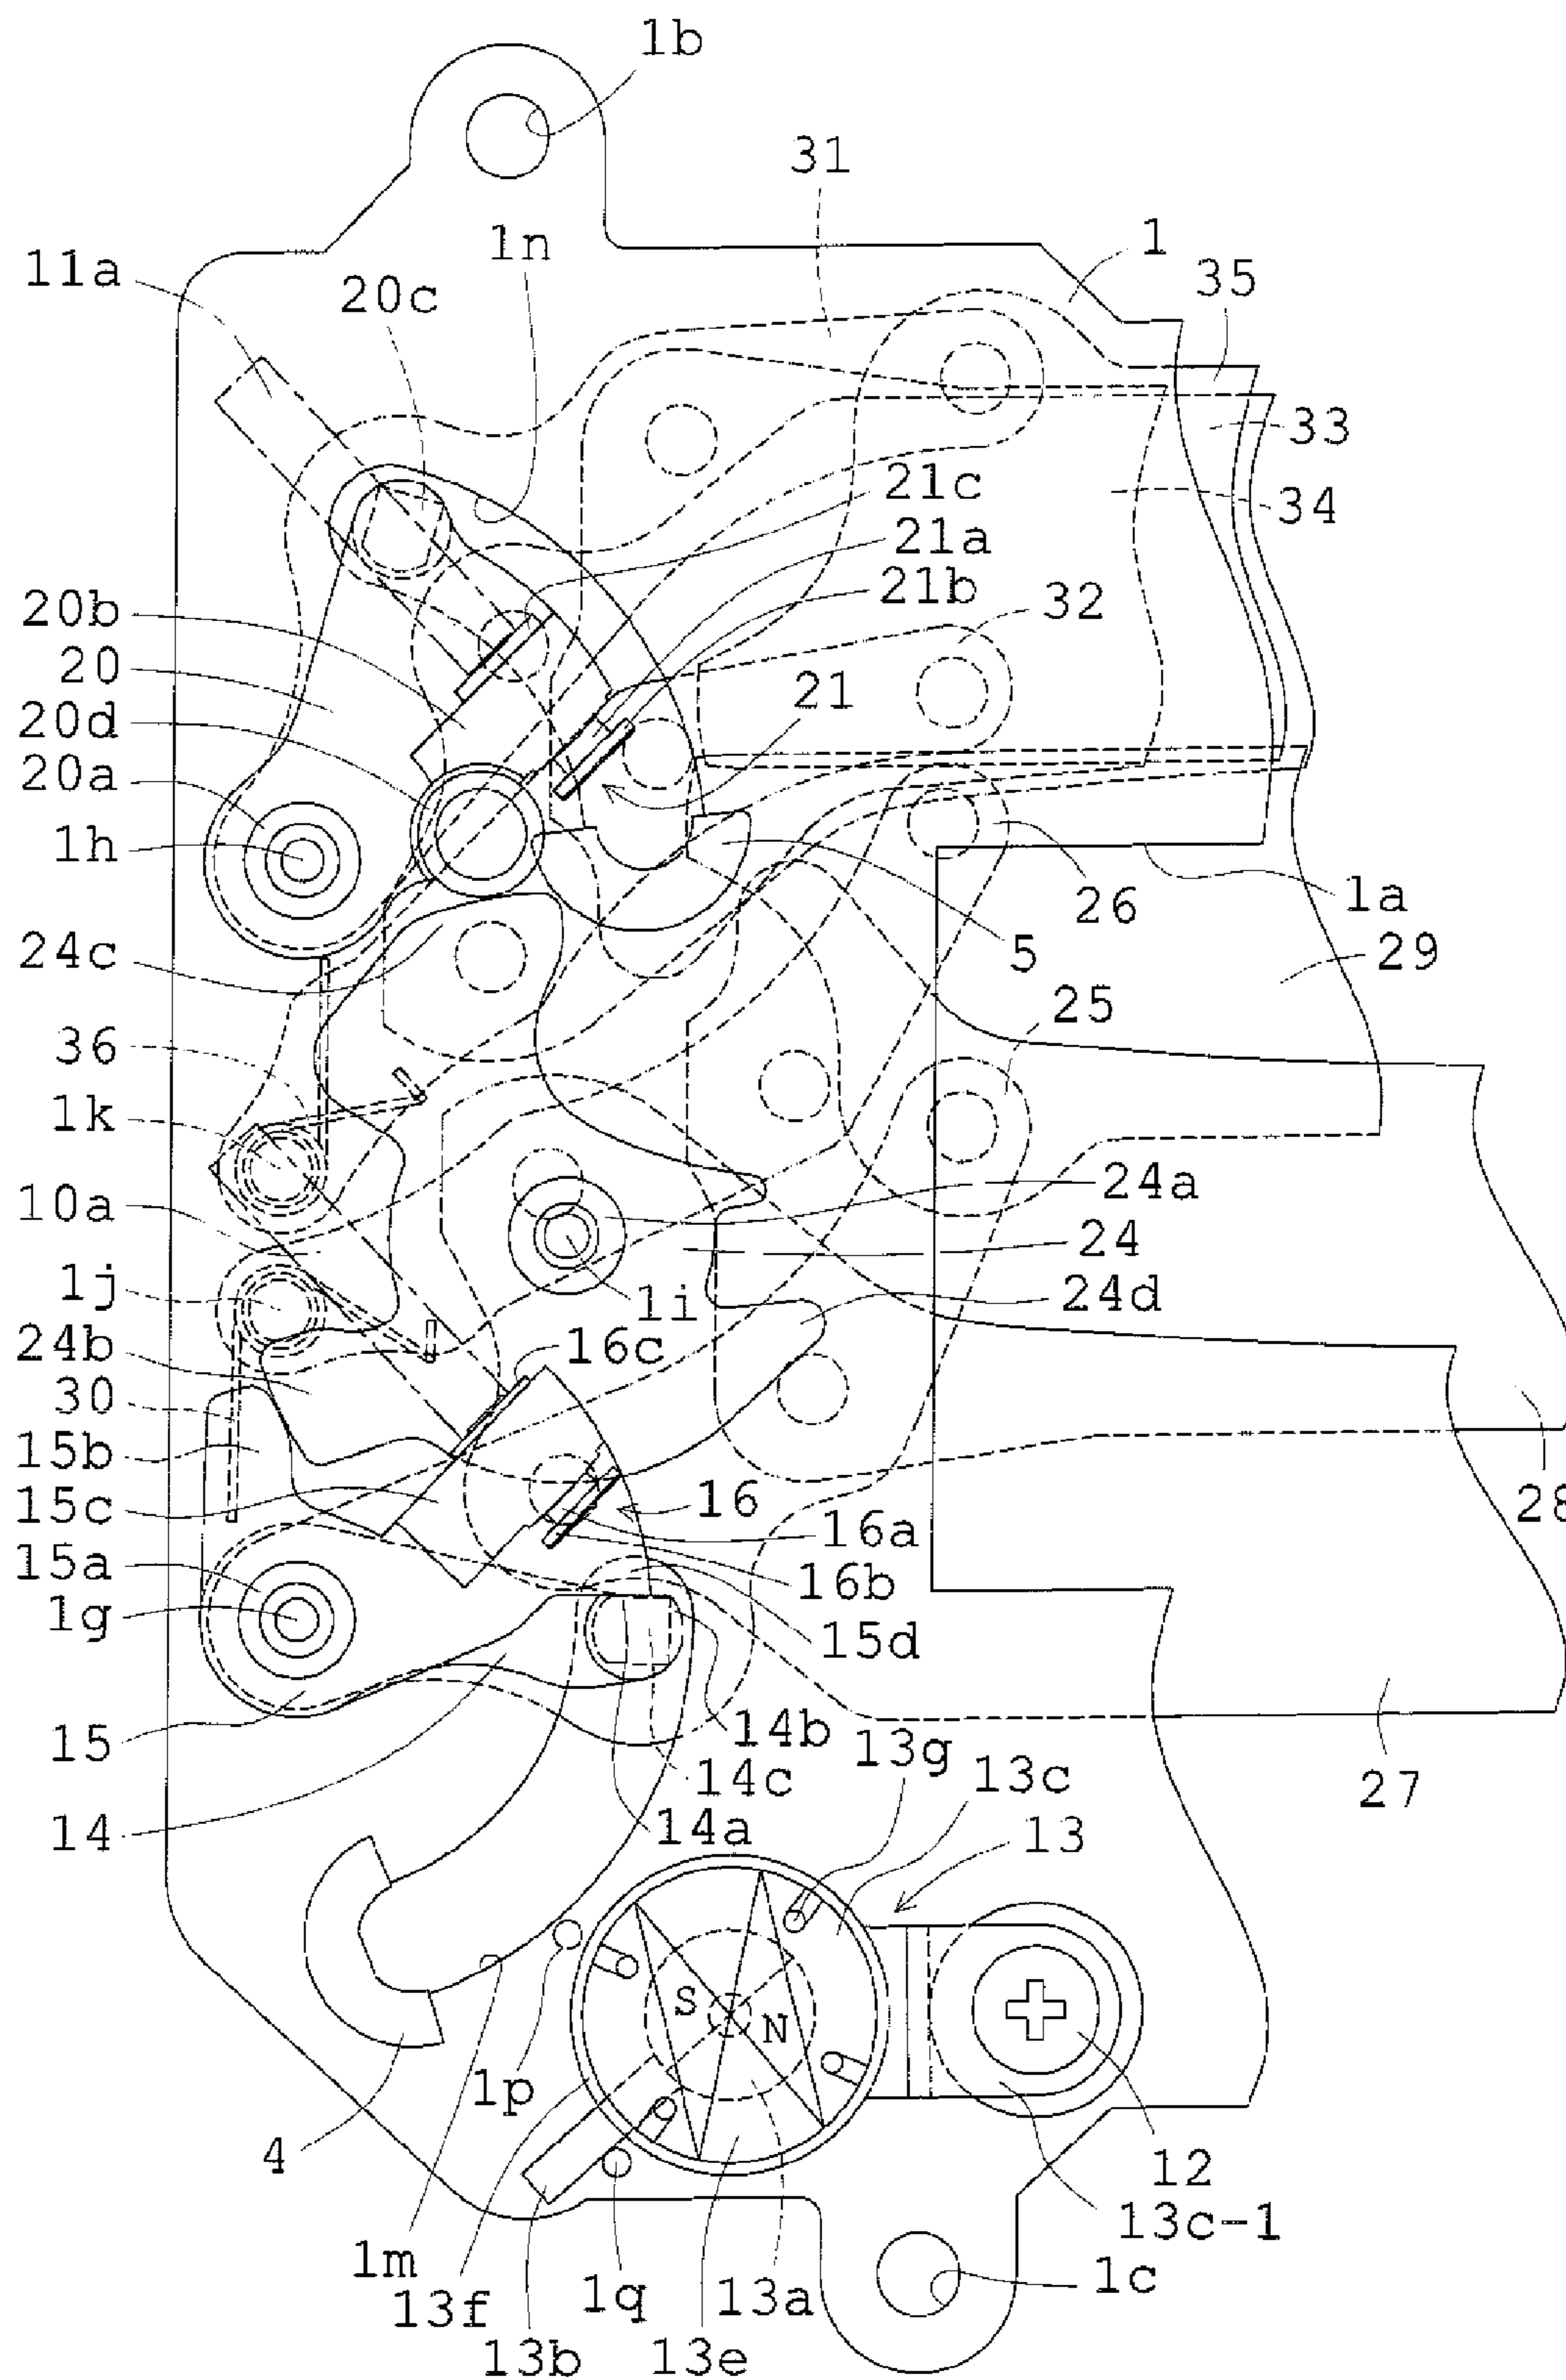 1b
31
1n
1
11a
20c
35
33
21c
34
21a
21b
20b
32
20
21
20d
20a
1h
26
1a
24c
5
29
25
36
1k
24a
10a
24
1j
1i
24d
24b
16c
30
15b
16
28
15c
16a
15a
16b
1g
15d
15
14b
13g
13c
14c
27
14
14a
13
S
N
1p
4
12
13c-1
1m
1q
13a
1c
13f
13b
13e